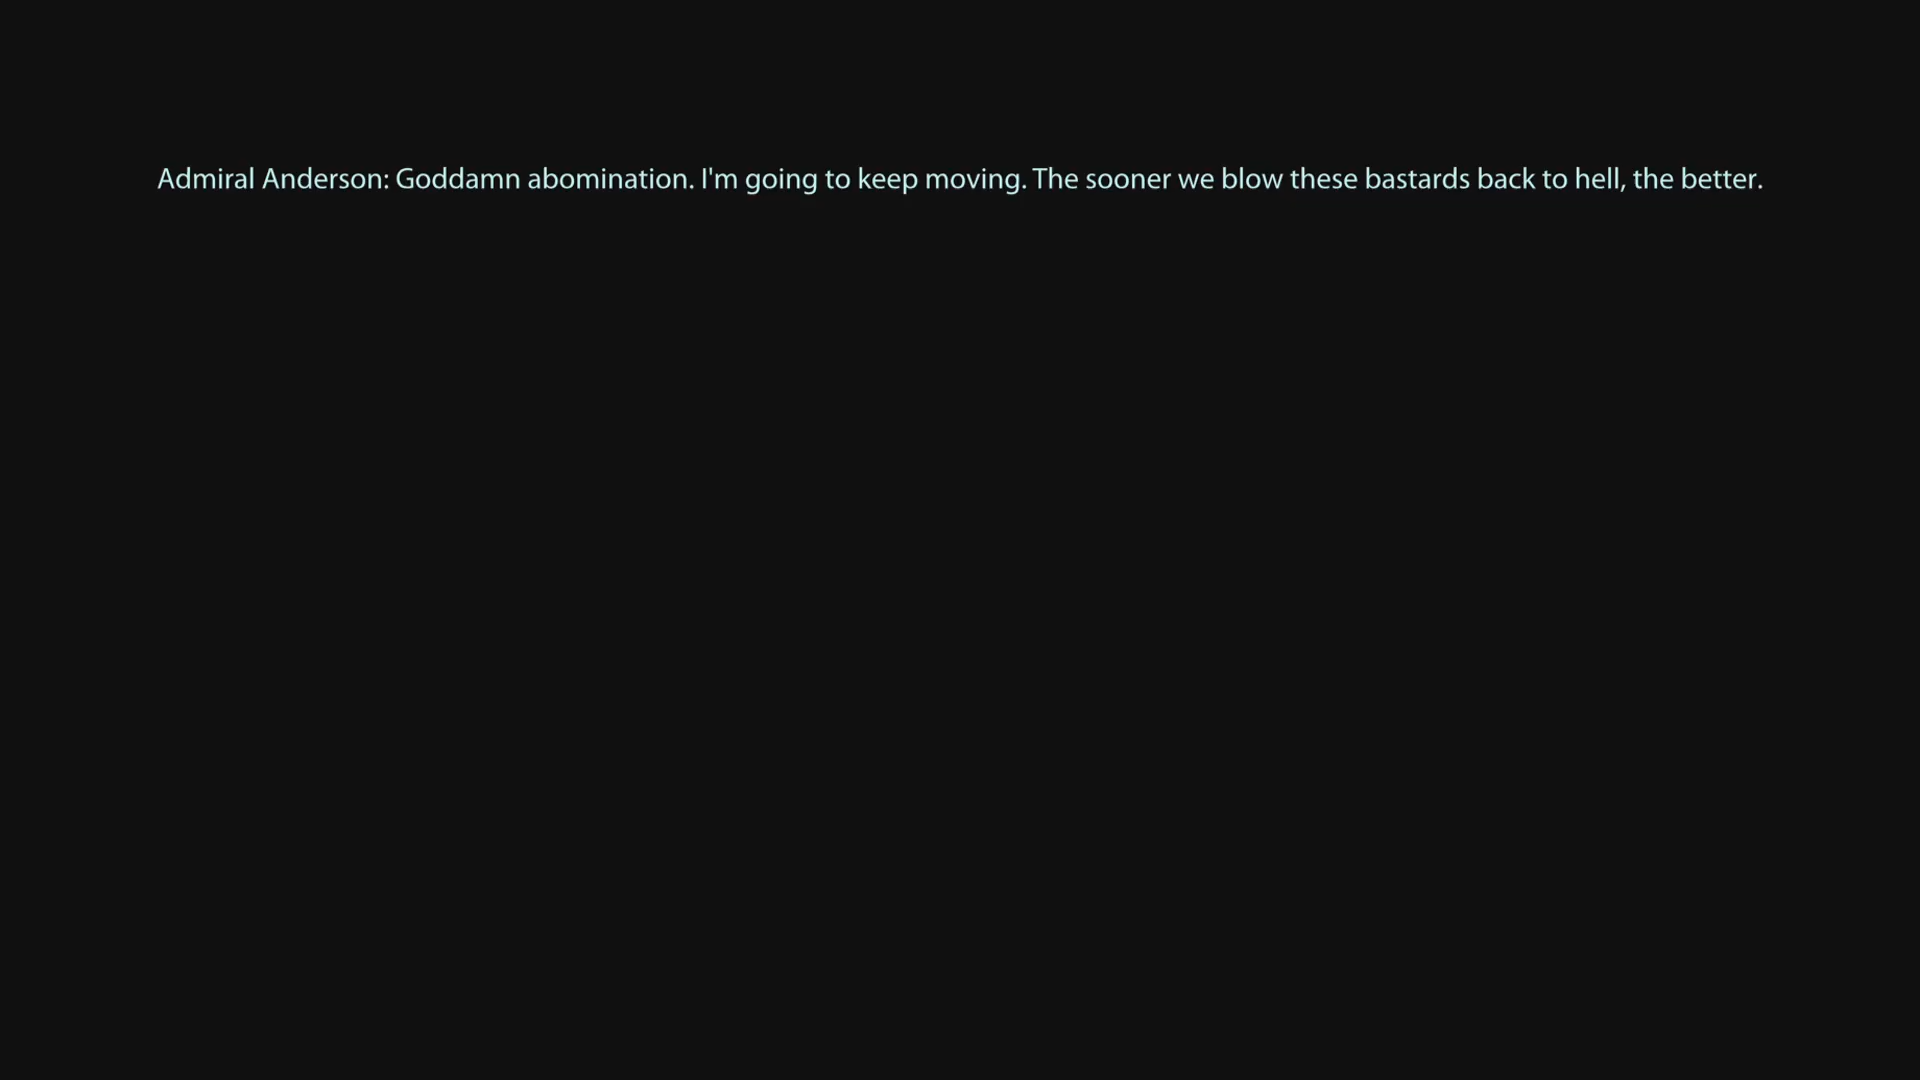 Admiral Anderson: Goddamn abomination. I'm going to keep moving. The sooner we blow these bastards back to hell, the better.